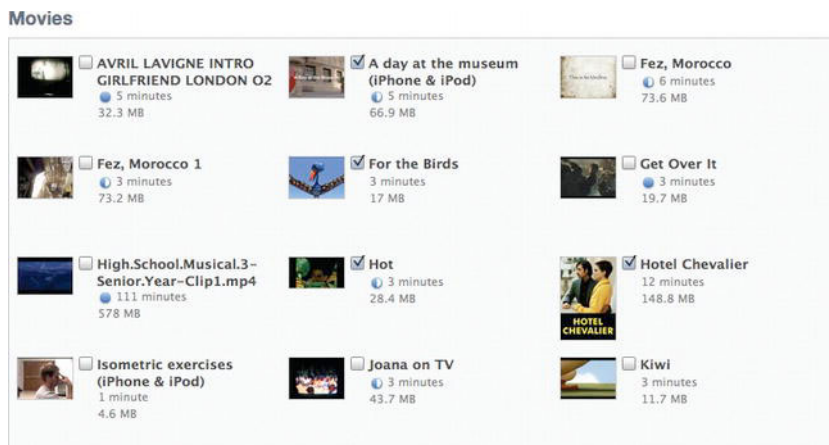 Movies
AVRIL LAVIGNE INTRO
GIRLFRIEND LONDON O2
5 minutes
32.3 MB
A day at the museum
(iPhone & iPod)
5 minutes
66.9 MB
Fez, Morocco
6 minutes
73.6 MB
Fez, Morocco 1
3 minutes
73.2 MB
For the Birds
3 minutes
17 MB
Get Over It
3 minutes
19.7 MB
High.School.Musical.3-
Senior.Year-Clip1.mp4
111 minutes
578 MB
Hot
3 minutes
28.4 MB
HOTEL
CHEVALIER
Hotel Chevalier
12 minutes
148.8 MB
Isometric exercises
(iPhone & iPod)
1 minute
4.6 MB
Joana on TV
3 minutes
43.7 MB
Kiwi
3 minutes
11.7 MB